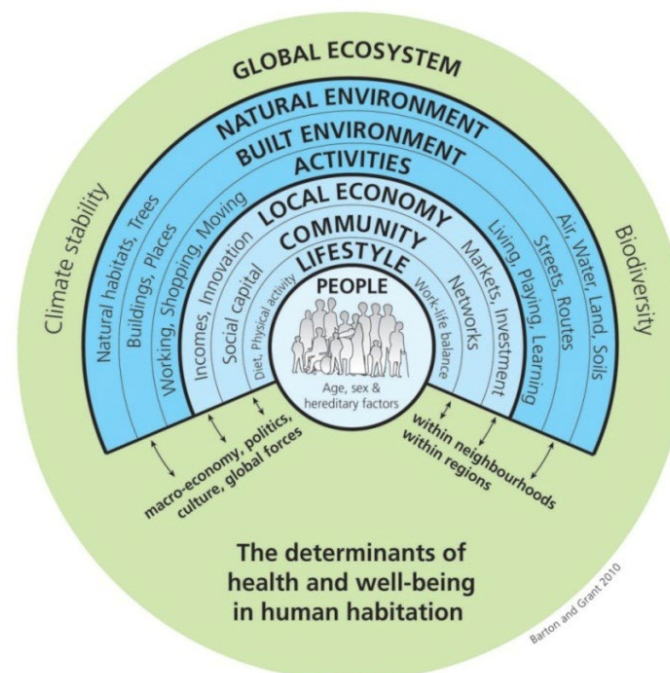 GLOBAL ECOSYSTEM
NATURAL ENVIRONMENT
BUILT ENVIRONMENT
ACTIVITIES
LOCAL ECONOMY
COMMUNITY
LIFESTYLE
PEOPLE
Age, sex &
hereditary factors
Climate stability
Natural habitats, Trees
Buildings, Places
Working, Shopping, Moving
Incomes, Innovation
Social capital
Diet, Physical activity
Work-life balance
Networks
Markets, Investment
Living, Playing, Learning
Streets, Routes
Air, Water, Land, Soils
Biodiversity
macro-economy, politics,
culture, global forces
within neighbourhoods
within regions
The determinants of
health and well-being
in human habitation
Barton and Grant 2010